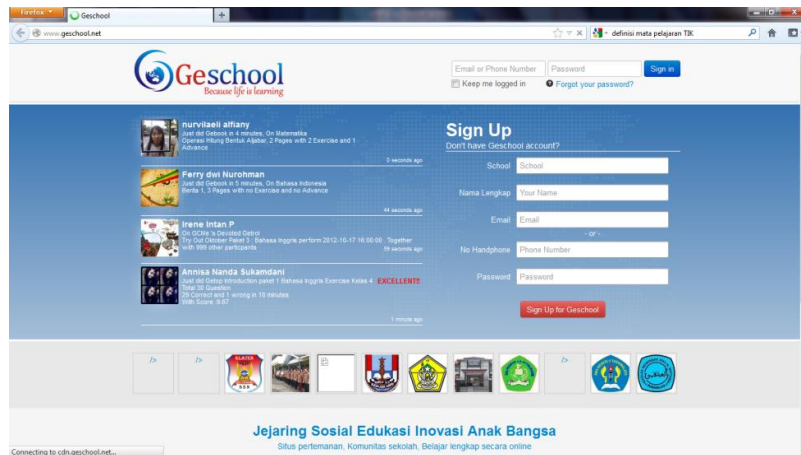 Firefox
Geschool
www.geschool.net
definisi mata pelajaran TIK
Geschool
Because life is learning
Email or Phone Number
Password
Sign in
Keep me logged in
Forgot your password?
nurvilaeli alfiany
Just did Gebook in 4 minutes, On Matematika
Operasi Hitung Bentuk Aljabar, 2 Pages with 2 Exercise and 1
Advance
0 seconds ago
Ferry dwi Nurohman
Just did Gebook in 5 minutes, On Bahasa Indonesia
Berita 1, 3 Pages with no Exercise and no Advance
44 seconds ago
Irene Intan P
On GCNe 's Devoted Getrol
Try Out Oktober Paket 3 : Bahasa Inggris perform 2012-10-17 16:00:00 . Together
with 999 other participants
59 seconds ago
Annisa Nanda Sukamdani
Just did Getop Introduction paket 1 Bahasa Inggris Exercise Kelas 4 EXCELLENT!!
Total 30 Question
29 Correct and 1 wrong in 18 minutes
With Score: 9.67
1 minute ago
Sign Up
Don't have Geschool account?
School
School
Nama Lengkap
Your Name
Email
Email
- or -
No Handphone
Phone Number
Password
Password
Sign Up for Geschool
/>
/>
/>
Jejaring Sosial Edukasi Inovasi Anak Bangsa
Situs pertemanan, Komunitas sekolah, Belajar lengkap secara online
Connecting to cdn.geschool.net...